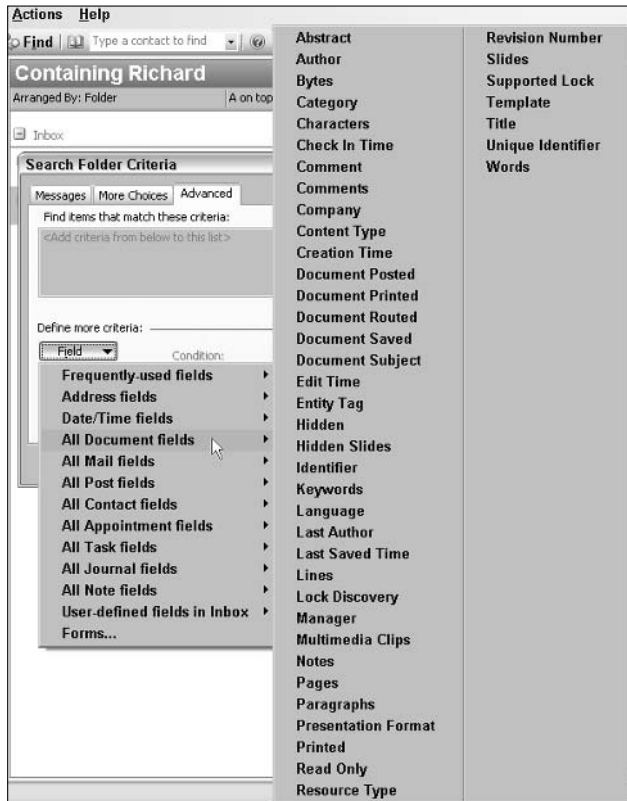 Actions Help
Find Type a contact to find
Containing Richard
Arranged By: Folder A on top
Inbox
Search Folder Criteria
Messages More Choices Advanced
Find items that match these criteria:
<Add criteria from below to this list>
Define more criteria:
Field Condition:
Frequently-used fields
Address fields
Date/Time fields
All Document fields
All Mail fields
All Post fields
All Contact fields
All Appointment fields
All Task fields
All Journal fields
All Note fields
User-defined fields in Inbox
Forms...
Abstract
Author
Bytes
Category
Characters
Check In Time
Comment
Comments
Company
Content Type
Creation Time
Document Posted
Document Printed
Document Routed
Document Saved
Document Subject
Edit Time
Entity Tag
Hidden
Hidden Slides
Identifier
Keywords
Language
Last Author
Last Saved Time
Lines
Lock Discovery
Manager
Multimedia Clips
Notes
Pages
Paragraphs
Presentation Format
Printed
Read Only
Resource Type
Revision Number
Slides
Supported Lock
Template
Title
Unique Identifier
Words